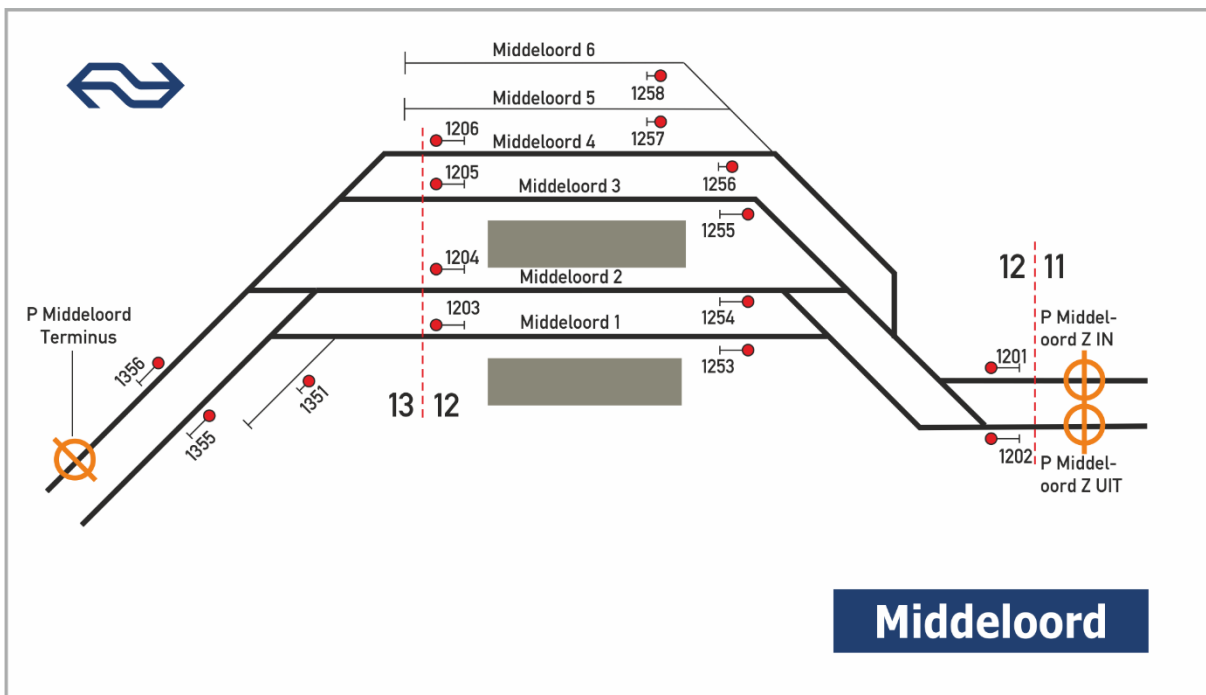 Middeloord 6
1258
Middeloord 5
1206
1257
Middeloord 4
1205
1256
Middeloord 3
1255
1204
Middeloord 2
12 11
1203
1254
P Middeloord
Terminus
Middeloord 1
P Middel-
oord Z IN
1201
1356
1253
1351
13 12
1355
1202
P Middel-
oord Z UIT
Middeloord